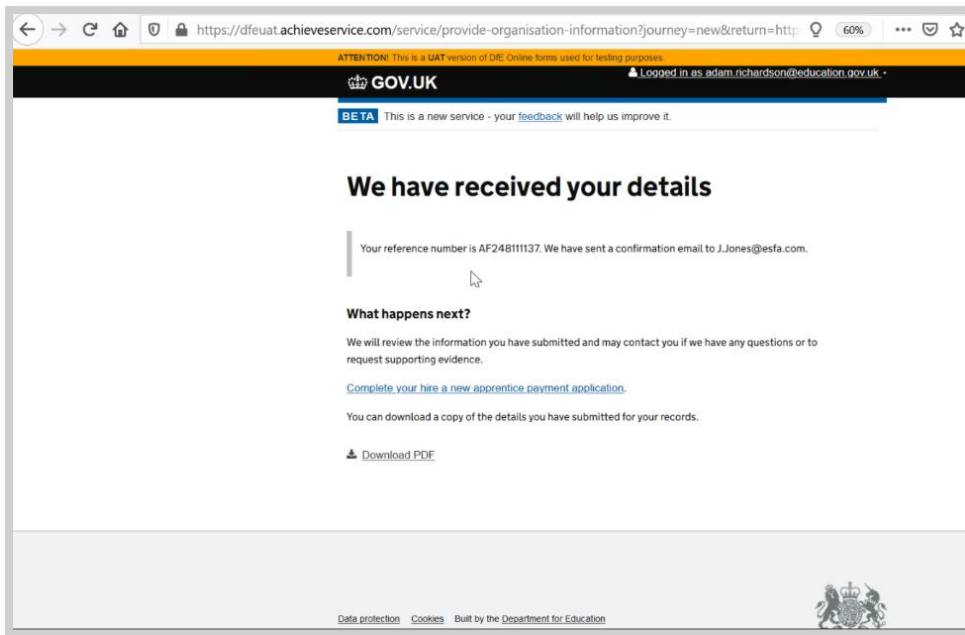 https://dfeuat.achieveservice.com/service/provide-organisation-information?journey=new&return=http 60%
ATTENTION! This is a UAT version of DfE Online forms used for testing purposes.
GOV.UK
Logged in as adam.richardson@education.gov.uk
BETA This is a new service - your feedback will help us improve it.
We have received your details
Your reference number is AF248111137. We have sent a confirmation email to J.Jones@esfa.com.
What happens next?
We will review the information you have submitted and may contact you if we have any questions or to
request supporting evidence.
Complete your hire a new apprentice payment application.
You can download a copy of the details you have submitted for your records.
Download PDF
Data protection Cookies Built by the Department for Education